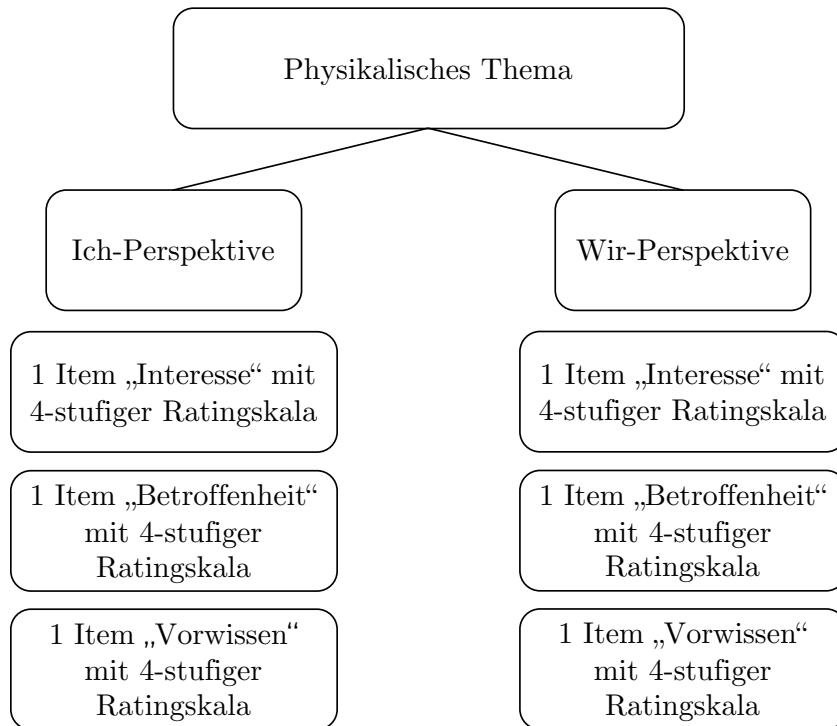 Physikalisches Thema
Ich-Perspektive
Wir-Perspektive
1 Item „Interesse“ mit
4-stufiger Ratingskala
1 Item „Interesse“ mit
4-stufiger Ratingskala
1 Item „Betroffenheit“
mit 4-stufiger
Ratingskala
1 Item „Betroffenheit“
mit 4-stufiger
Ratingskala
1 Item „Vorwissen“
mit 4-stufiger
Ratingskala
1 Item „Vorwissen“
mit 4-stufiger
Ratingskala